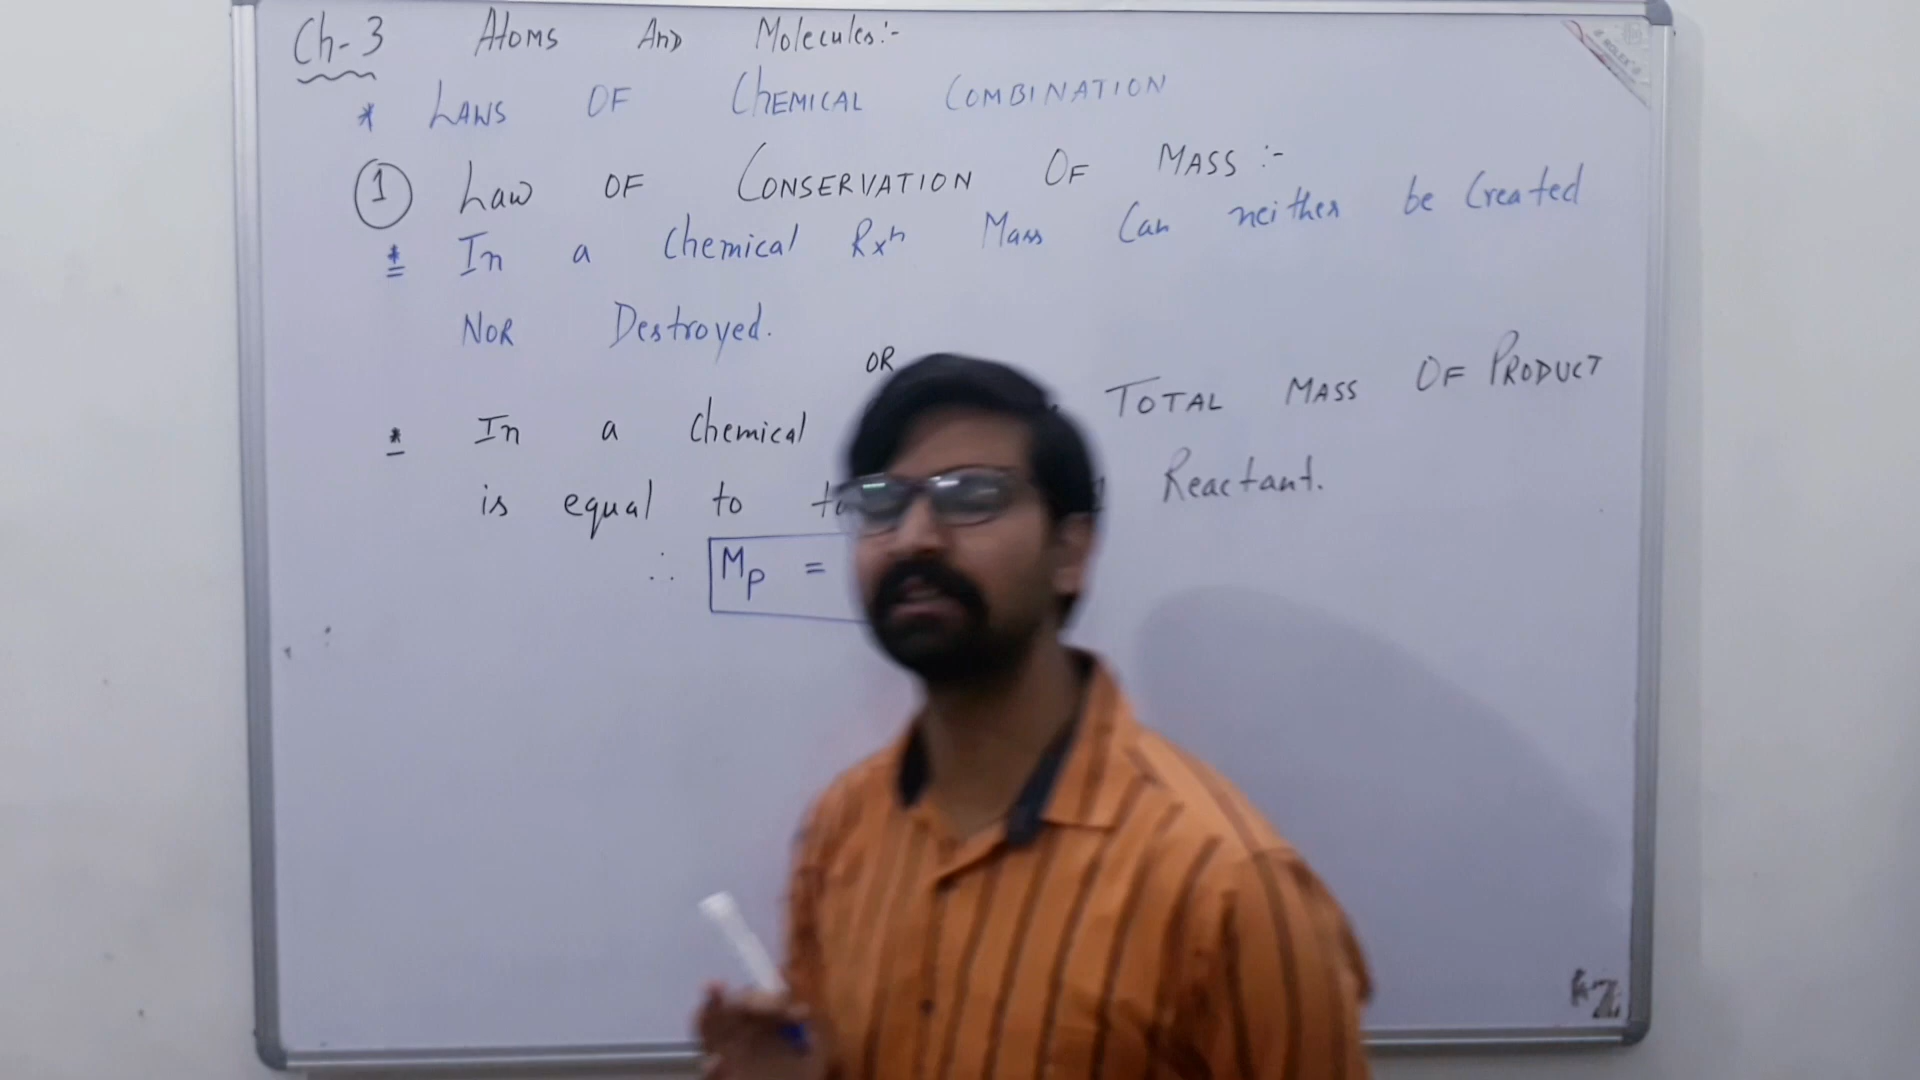 Ch-3 Atoms And Molecules:-
* LAWS OF CHEMICAL COMBINATION
1 Law OF CONSERVATION OF MASS :-
* In a Chemical Rxn Mass Can neither be Created
NOR Destroyed.
OR
* In a Chemical TOTAL MASS OF PRODUCT
is equal to Reactant.
∴ Mp =